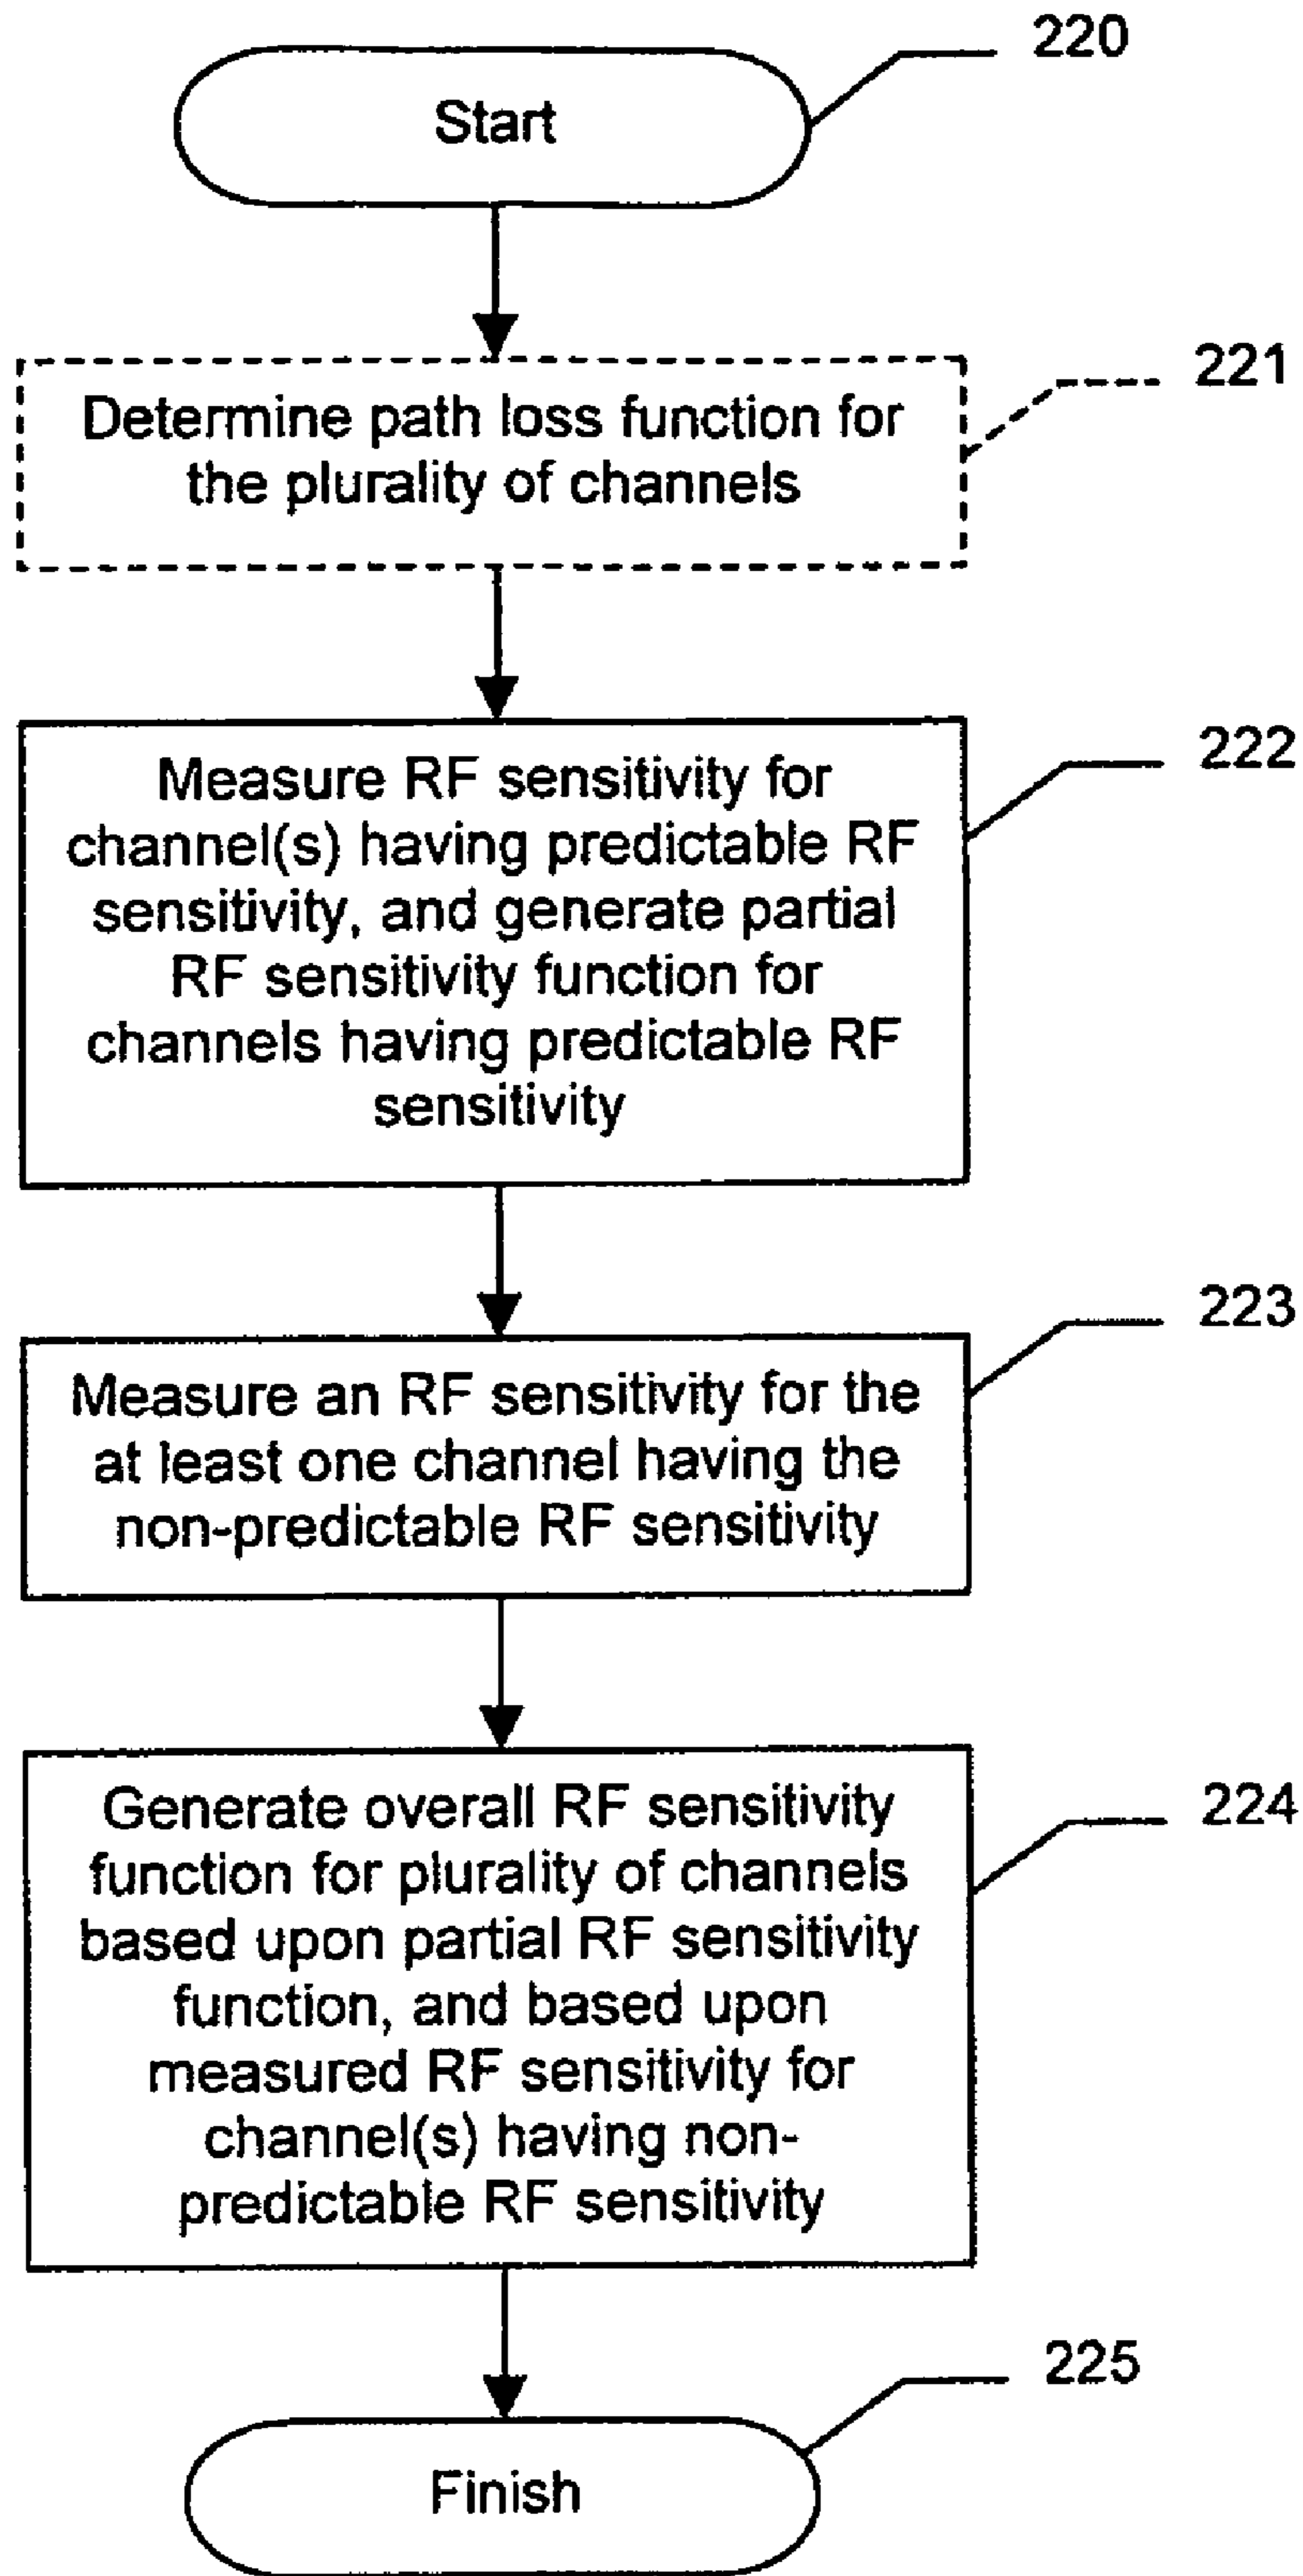 220
Start
221
Determine path loss function for
the plurality of channels
222
Measure RF sensitivity for
channel(s) having predictable RF
sensitivity, and generate partial
RF sensitivity function for
channels having predictable RF
sensitivity
223
Measure an RF sensitivity for the
at least one channel having the
non-predictable RF sensitivity
224
Generate overall RF sensitivity
function for plurality of channels
based upon partial RF sensitivity
function, and based upon
measured RF sensitivity for
channel(s) having non-
predictable RF sensitivity
225
Finish